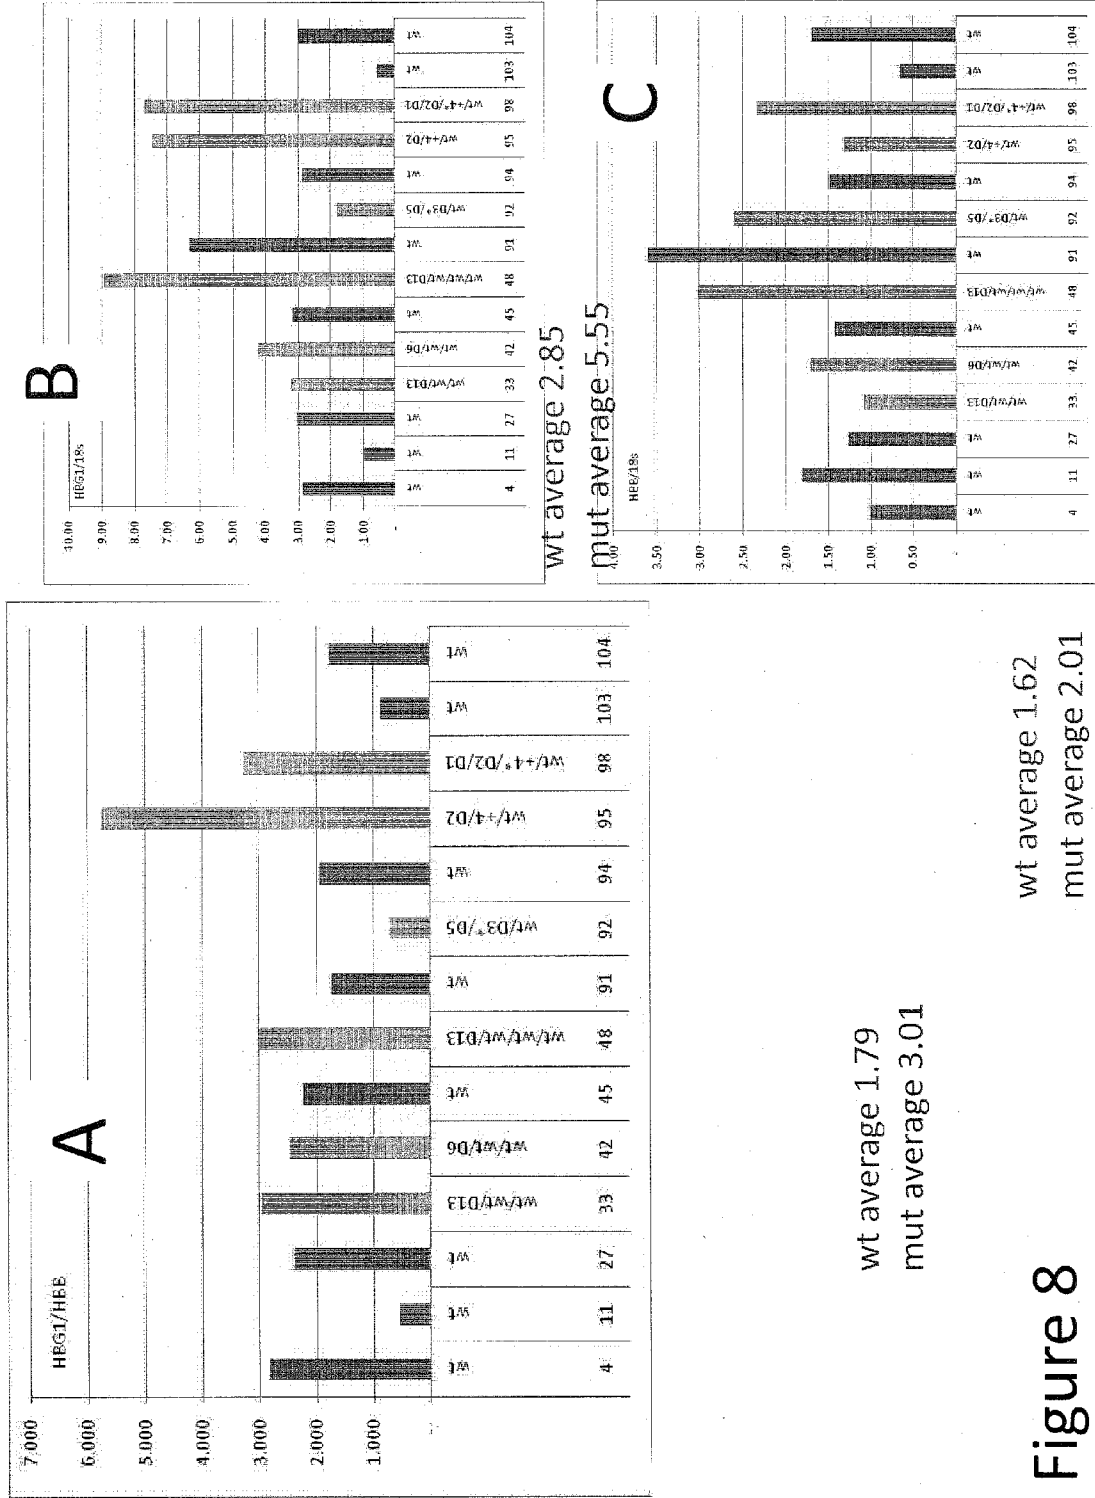 A
HBG1/HBB
7.000
6.000
5.000
4.000
3.000
2.000
1.000
-
wt wt wt wt/wt/wt/D13 wt/wt/wt/D6 wt wt/wt/wt/wt/D13 wt wt/D3*/D5 wt wt/+4/D2 wt/+4*/D2/D1 wt wt
4 11 27 33 42 45 48 91 92 94 95 98 103 104
wt average 1.79
mut average 3.01
B
HBG1/18s
10.00
9.00
8.00
7.00
6.00
5.00
4.00
3.00
2.00
1.00
-
wt wt wt wt/wt/wt/D13 wt/wt/wt/D6 wt wt/wt/wt/wt/D13 wt wt/D3*/D5 wt wt/+4/D2 wt/+4*/D2/D1 wt wt
4 11 27 33 42 45 48 91 92 94 95 98 103 104
wt average 2.85
mut average 5.55
C
HBB/18s
4.00
3.50
3.00
2.50
2.00
1.50
1.00
0.50
-
wt wt wt wt/wt/wt/D13 wt/wt/wt/D6 wt wt/wt/wt/wt/D13 wt wt/D3*/D5 wt wt/+4/D2 wt/+4*/D2/D1 wt wt
4 11 27 33 42 45 48 91 92 94 95 98 103 104
wt average 1.62
mut average 2.01
Figure 8